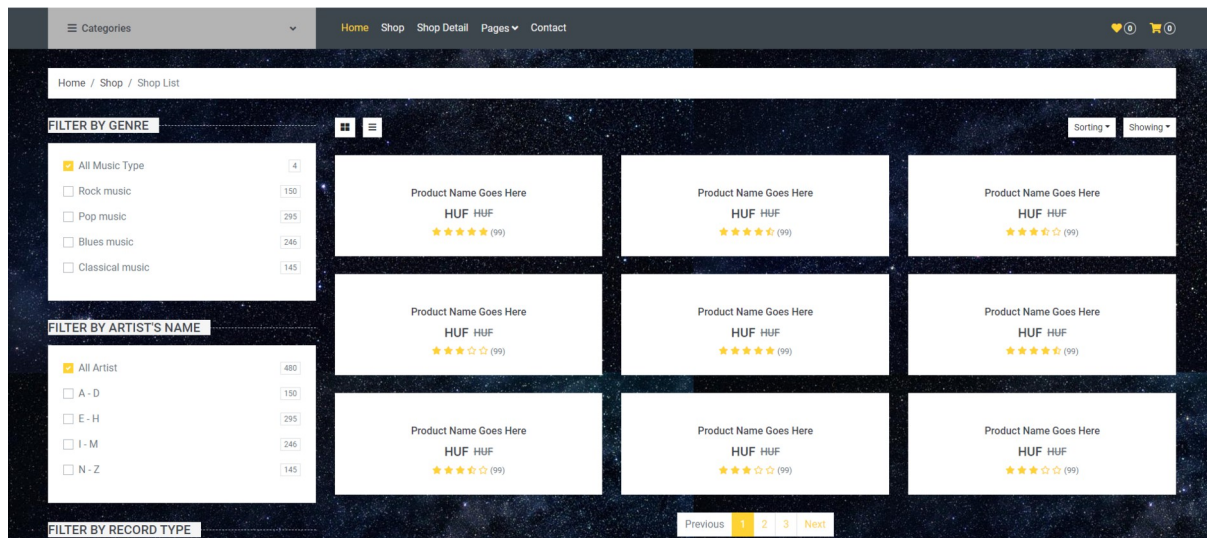 Categories
Home Shop Shop Detail Pages Contact
0 0
Home / Shop / Shop List
FILTER BY GENRE
All Music Type 4
Rock music 150
Pop music 295
Blues music 246
Classical music 145
FILTER BY ARTIST'S NAME
All Artist 480
A - D 150
E - H 295
I - M 246
N - Z 145
FILTER BY RECORD TYPE
Sorting Showing
Product Name Goes Here
HUF HUF
(99)
Product Name Goes Here
HUF HUF
(99)
Product Name Goes Here
HUF HUF
(99)
Product Name Goes Here
HUF HUF
(99)
Product Name Goes Here
HUF HUF
(99)
Product Name Goes Here
HUF HUF
(99)
Product Name Goes Here
HUF HUF
(99)
Product Name Goes Here
HUF HUF
(99)
Product Name Goes Here
HUF HUF
(99)
Previous 1 2 3 Next